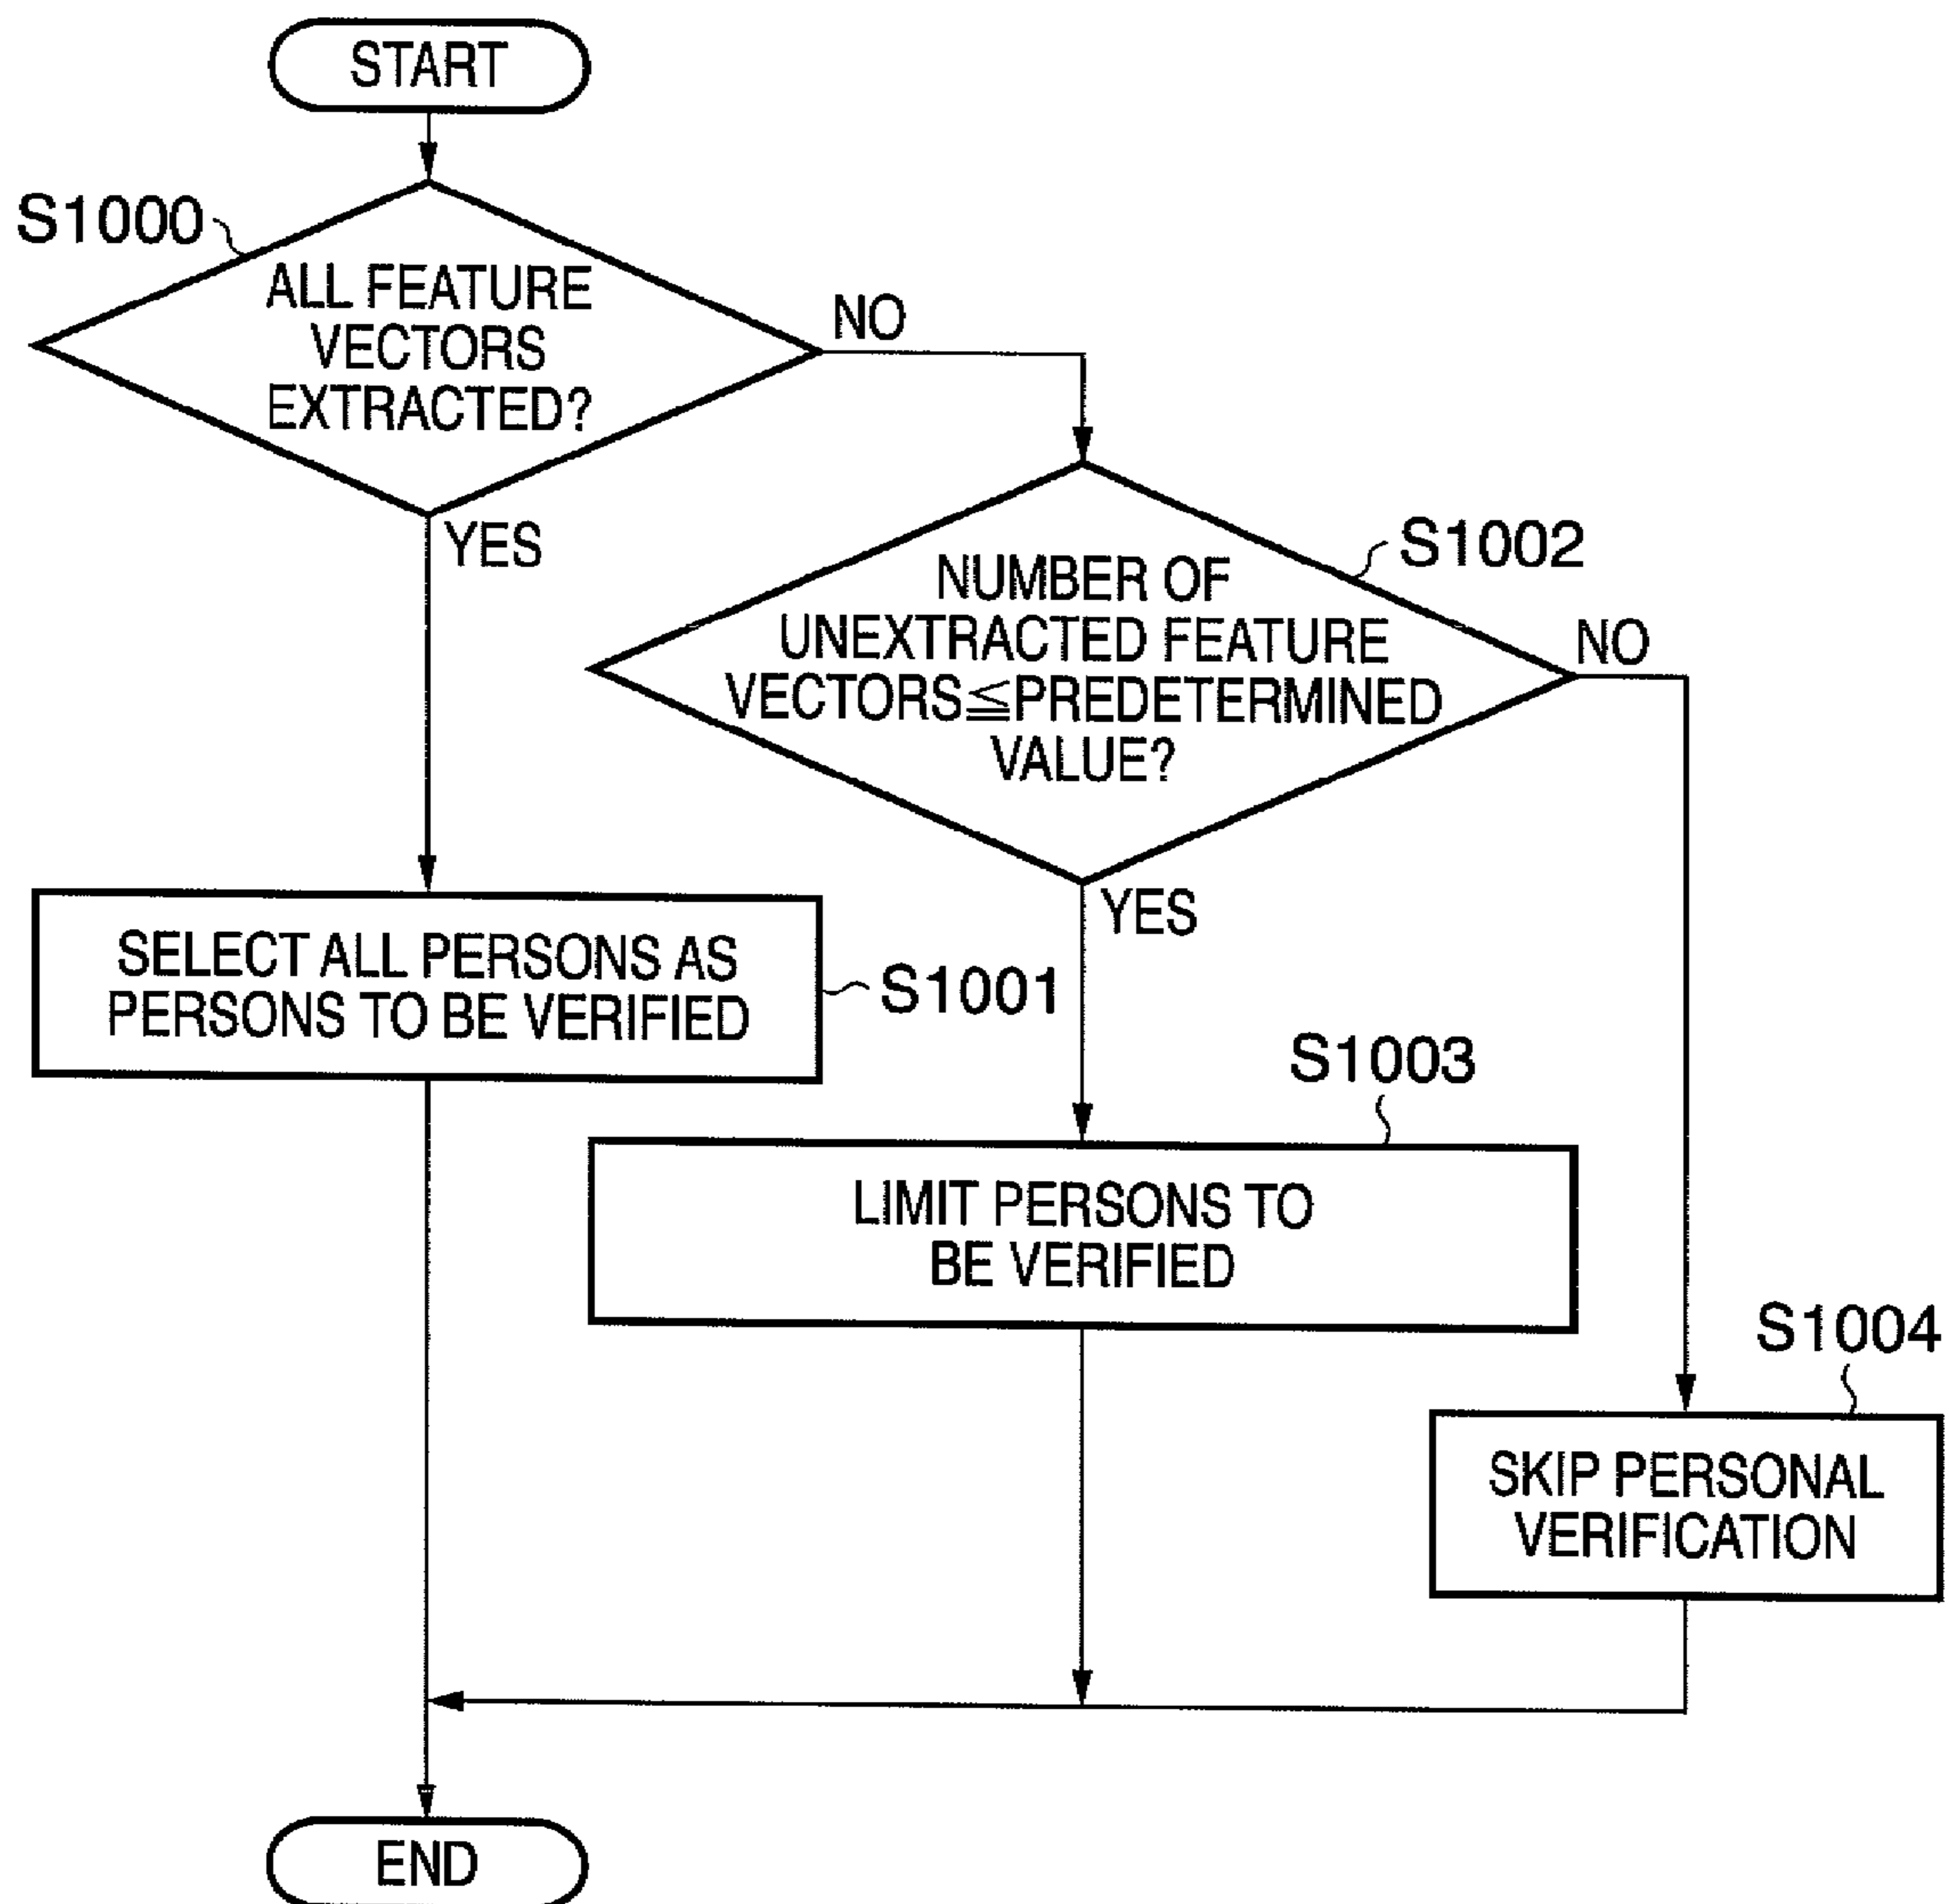 START
S1000
ALL FEATURE
VECTORS
EXTRACTED?
NO
YES
S1002
NUMBER OF
UNEXTRACTED FEATURE
VECTORS≦PREDETERMINED
VALUE?
NO
YES
SELECT ALL PERSONS AS
PERSONS TO BE VERIFIED
S1001
S1003
LIMIT PERSONS TO
BE VERIFIED
S1004
SKIP PERSONAL
VERIFICATION
END